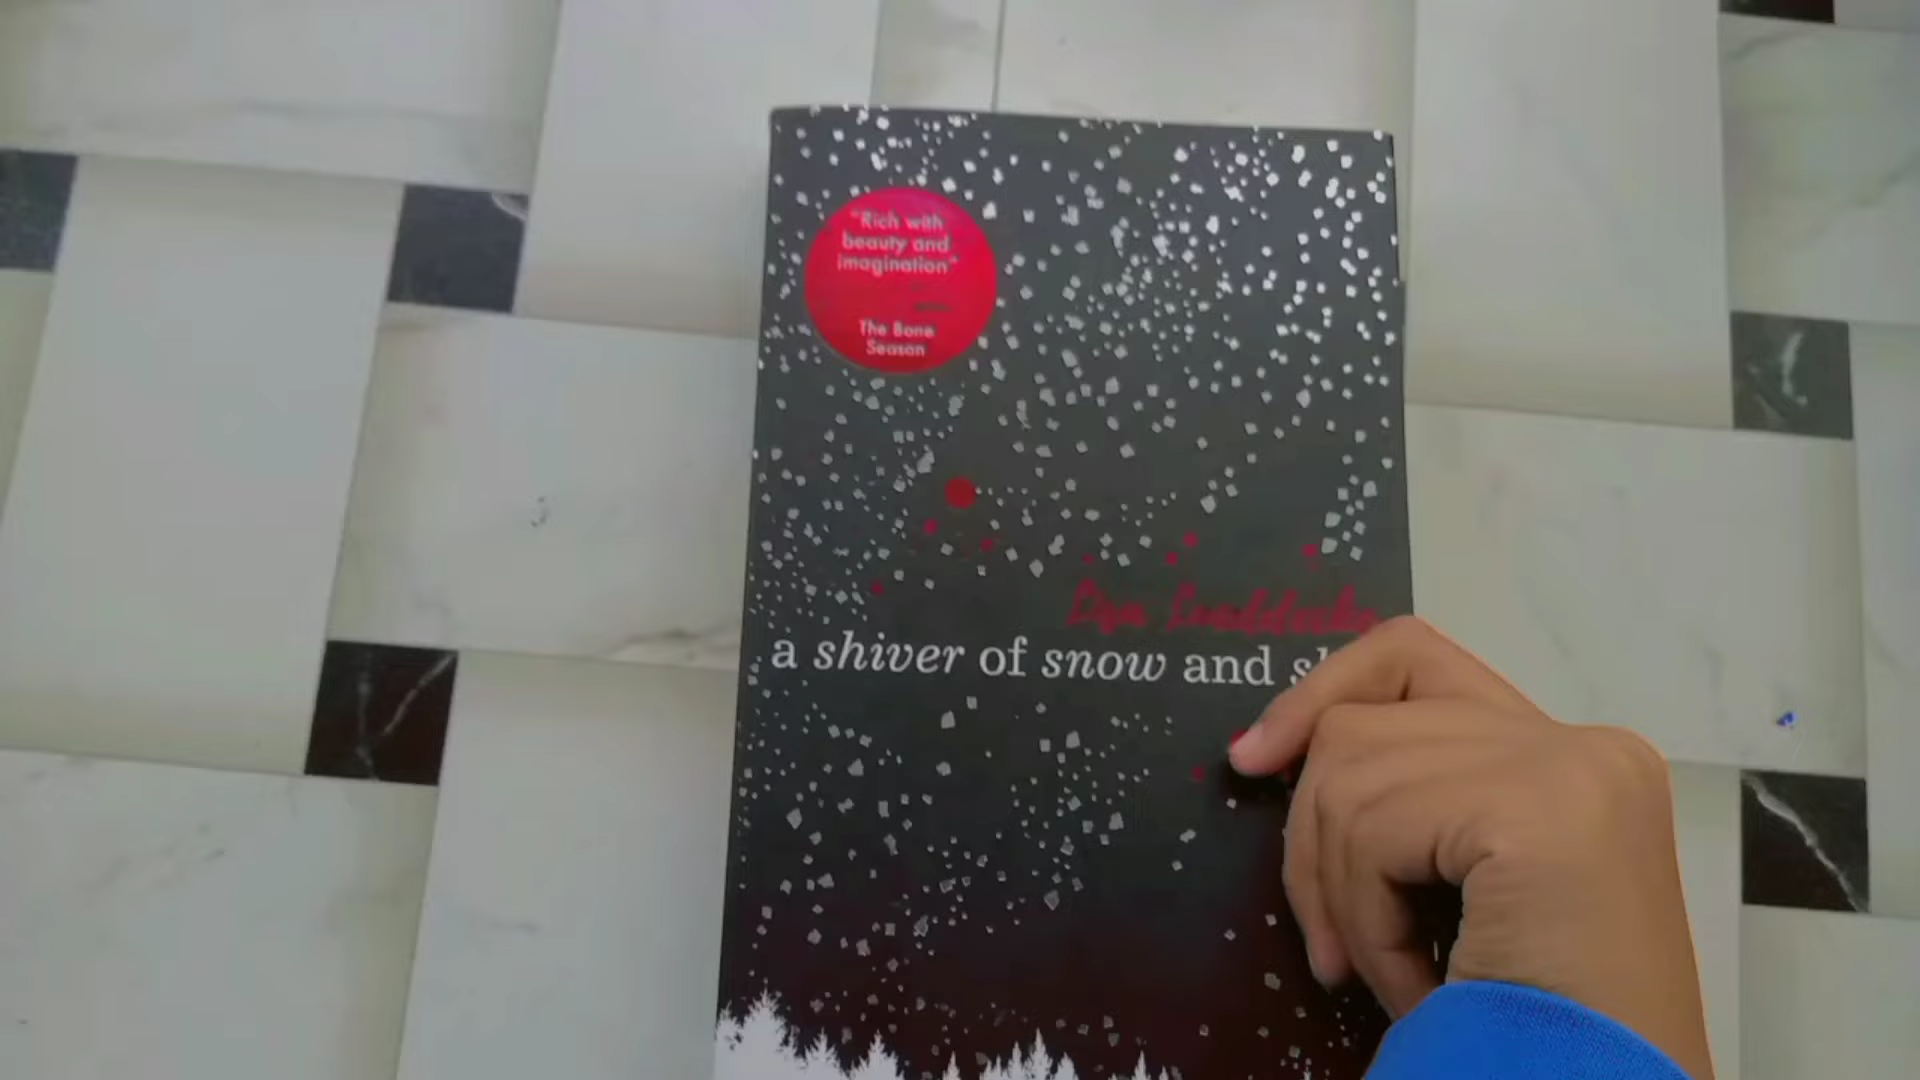 "Rich with
beauty and
imagination"
The Bone
Season
a shiver of snow and